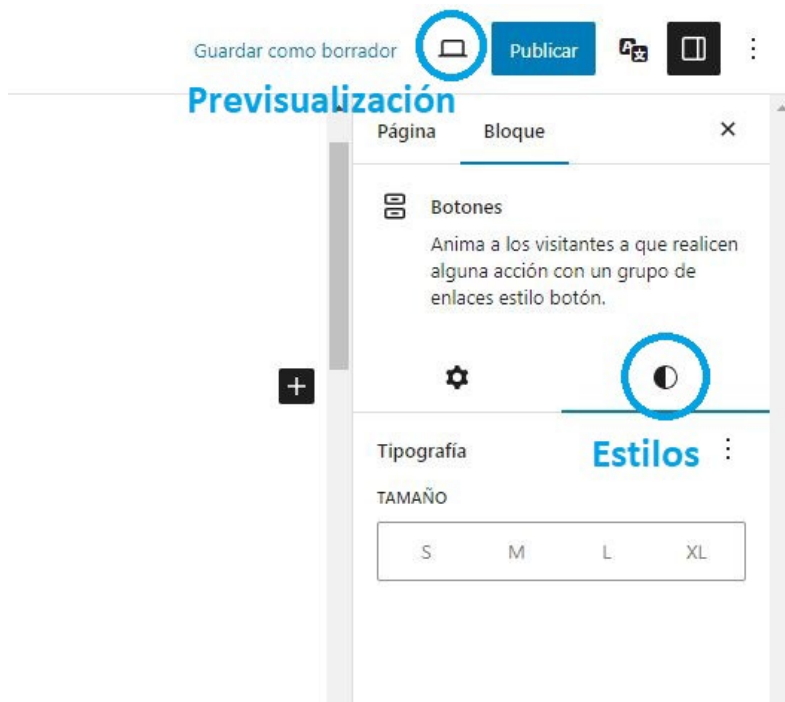 Guardar como borrador
Publicar
Previsualización
Página
Bloque
Botones
Anima a los visitantes a que realicen
alguna acción con un grupo de
enlaces estilo botón.
Tipografía
Estilos
TAMAÑO
S M L XL